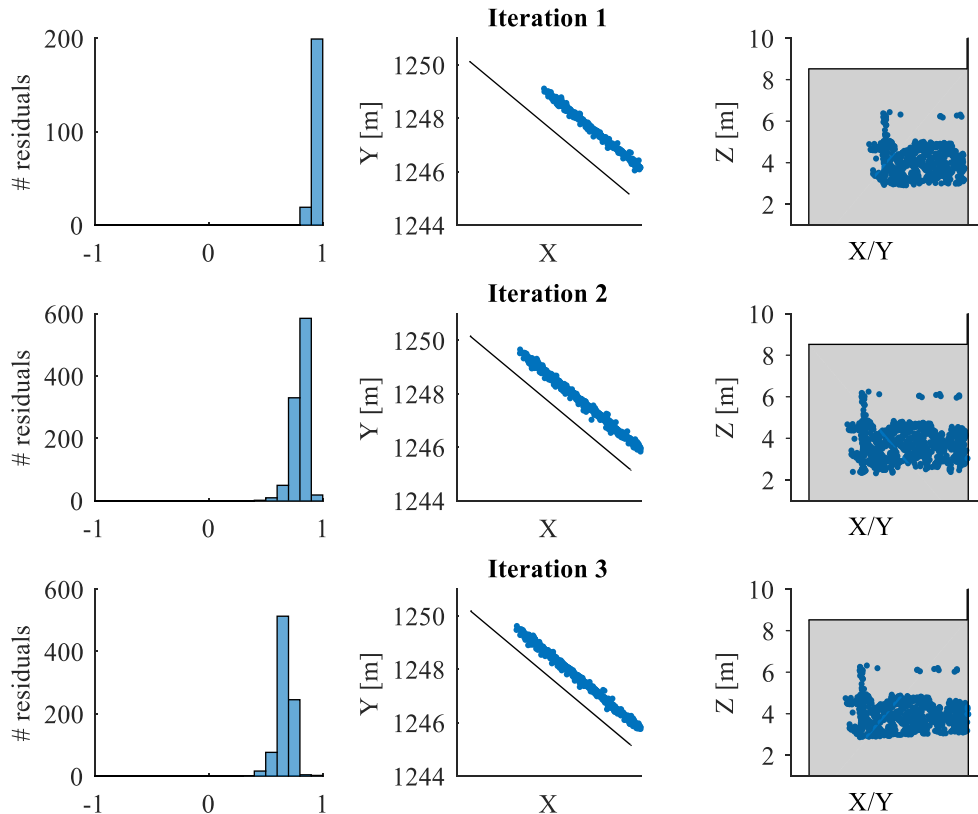 Iteration 1
# residuals
200
100
0
-1
0
1
Y [m]
1250
1248
1246
1244
X
Z [m]
10
8
6
4
2
X/Y
Iteration 2
# residuals
600
400
200
0
-1
0
1
Y [m]
1250
1248
1246
1244
X
Z [m]
10
8
6
4
2
X/Y
Iteration 3
# residuals
600
400
200
0
-1
0
1
Y [m]
1250
1248
1246
1244
X
Z [m]
10
8
6
4
2
X/Y